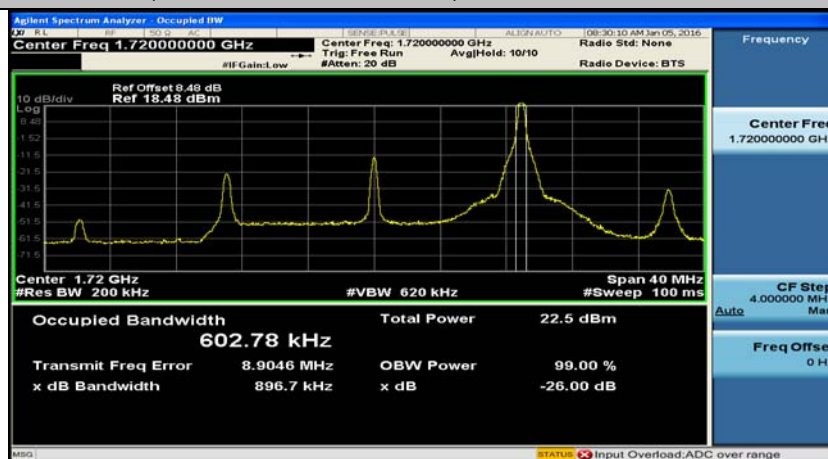 Agilent Spectrum Analyzer - Occupied BW
LXI RL RF 50 Ω AC SENSE:PULSE ALIGN AUTO 08:30:10 AM Jan 05, 2016
Center Freq 1.720000000 GHz
Center Freq: 1.720000000 GHz
Radio Std: None
Trig: Free Run Avg|Hold: 10/10
#IFGain:Low #Atten: 20 dB Radio Device: BTS
Ref Offset 8.48 dB
10 dB/div Ref 18.48 dBm
Log
8.48
-1.52
-11.5
-21.5
-31.5
-41.5
-51.5
-61.5
-71.5
Center 1.72 GHz Span 40 MHz
#Res BW 200 kHz #VBW 620 kHz #Sweep 100 ms
Occupied Bandwidth Total Power 22.5 dBm
602.78 kHz
Transmit Freq Error 8.9046 MHz OBW Power 99.00 %
x dB Bandwidth 896.7 kHz x dB -26.00 dB
MSG STATUS Input Overload;ADC over range
Frequency
Center Fre
1.720000000 GH
CF Step
4.000000 MH
Auto Ma
Freq Offse
0 H